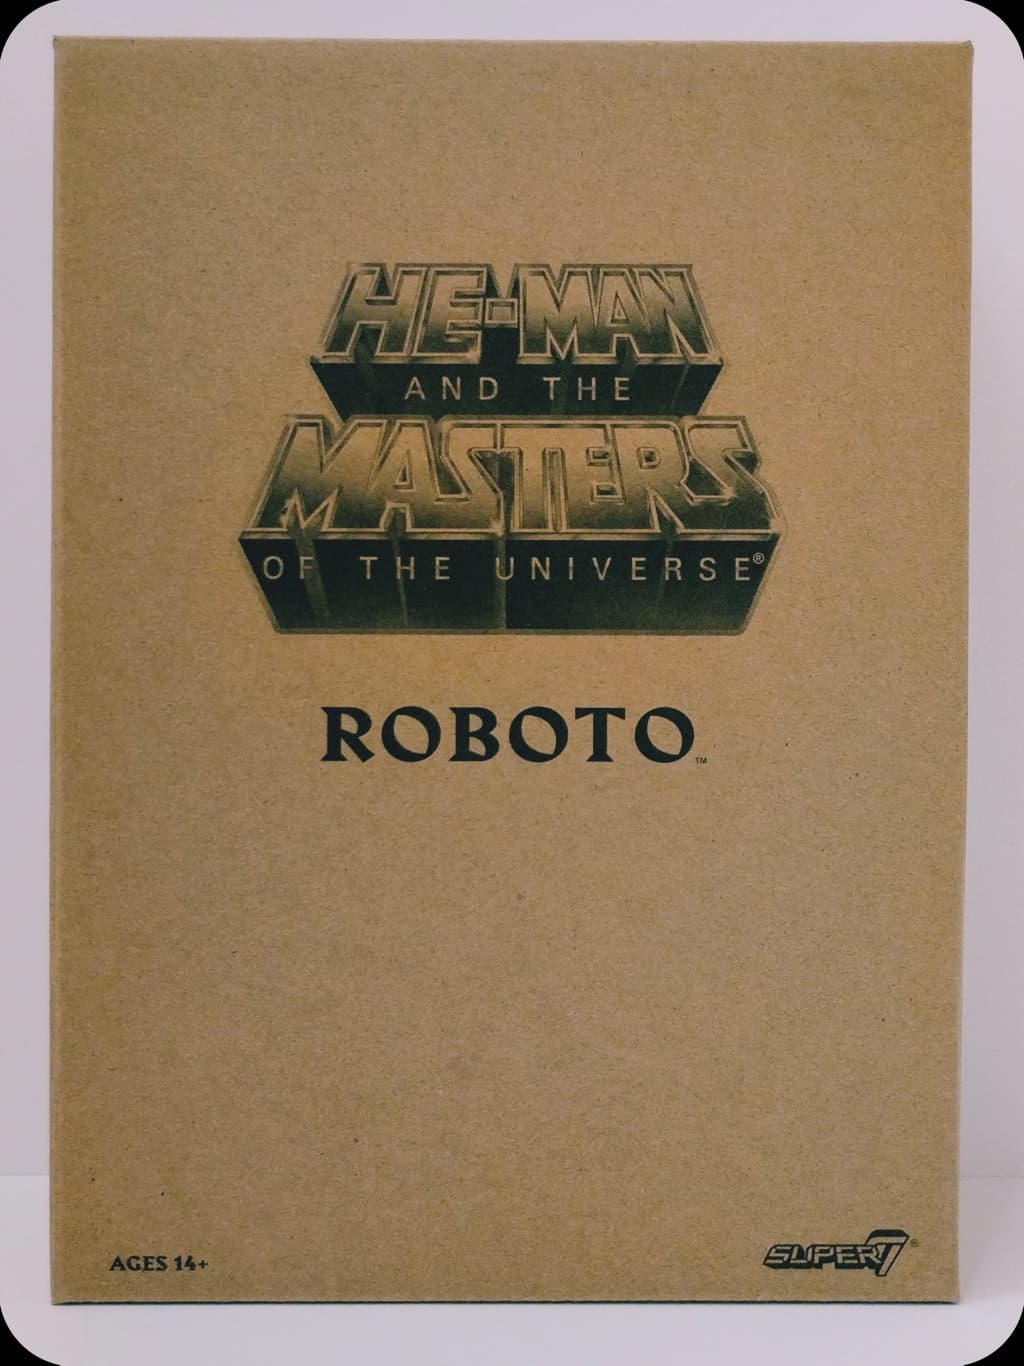 HE-MAN
AND THE
MASTERS
OF THE UNIVERSE®
ROBOTO™
AGES 14+
SUPER7®